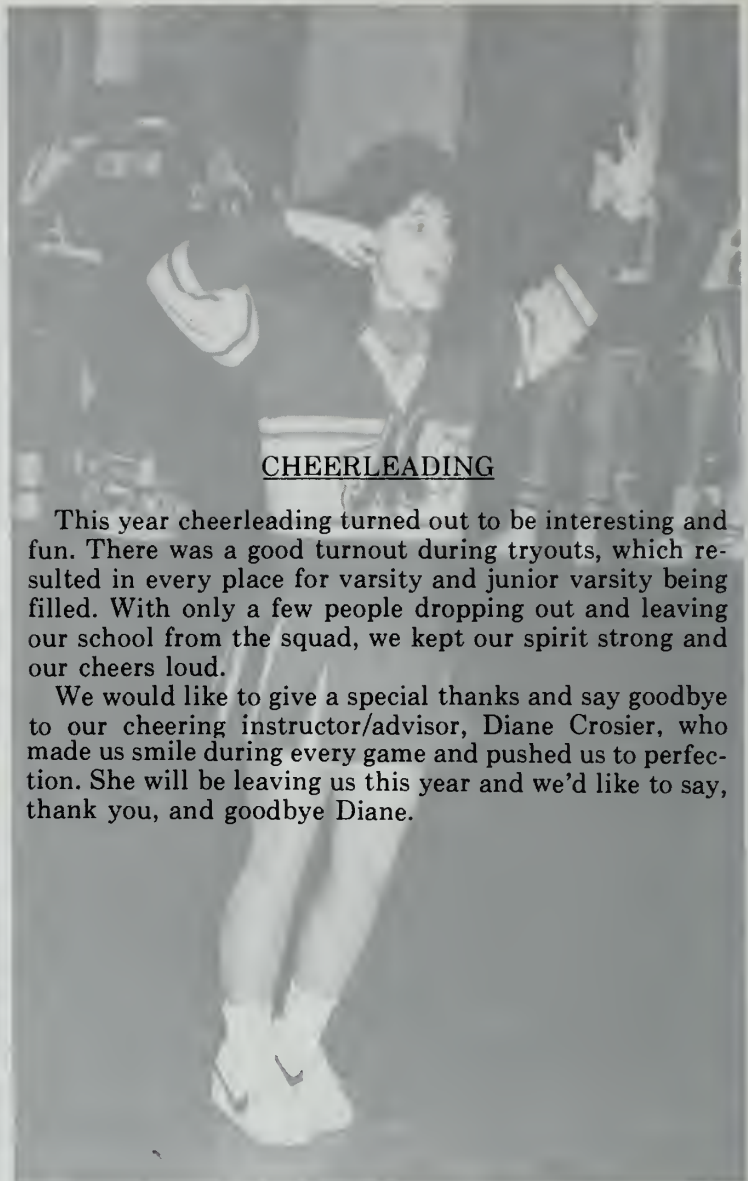 CHEERLEADING
This year cheerleading turned out to be interesting and
fun. There was a good turnout during tryouts, which re-
sulted in every place for varsity and junior varsity being
filled. With only a few people dropping out and leaving
our school from the squad, we kept our spirit strong and
our cheers loud.
We would like to give a special thanks and say goodbye
to our cheering instructor/advisor, Diane Crosier, who
made us smile during every game and pushed us to perfec-
tion. She will be leaving us this year and we'd like to say,
thank you, and goodbye Diane.